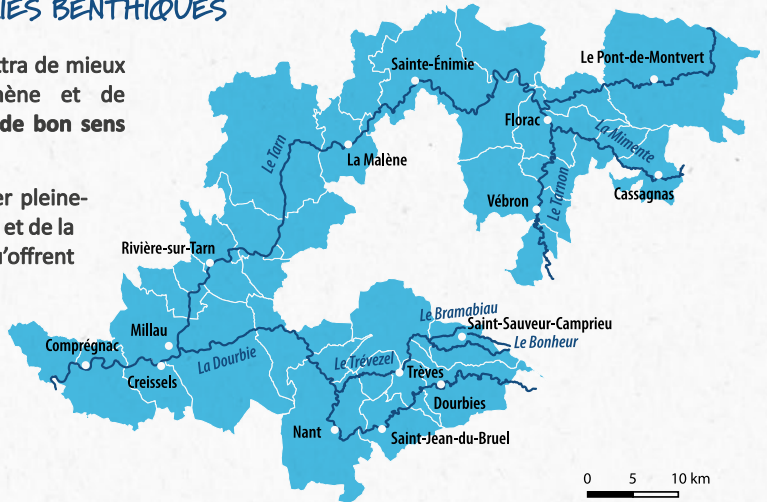 IES BENTHIQUES
ttra de mieux
aène et de
de bon sens
er pleine-
et de la
u'offrent
Sainte-Énimie
Le Pont-de-Montvert
Florac
La Mimente
Le Tarn
La Malène
Cassagnas
Vébron
Le Tarnon
Rivière-sur-Tarn
Le Bramabiau
Saint-Sauveur-Camprieu
Le Bonheur
Millau
Comprégnac
La Dourbie
Le Trévezel
Trèves
Creissels
Dourbies
Nant
Saint-Jean-du-Bruel
0 5 10 km